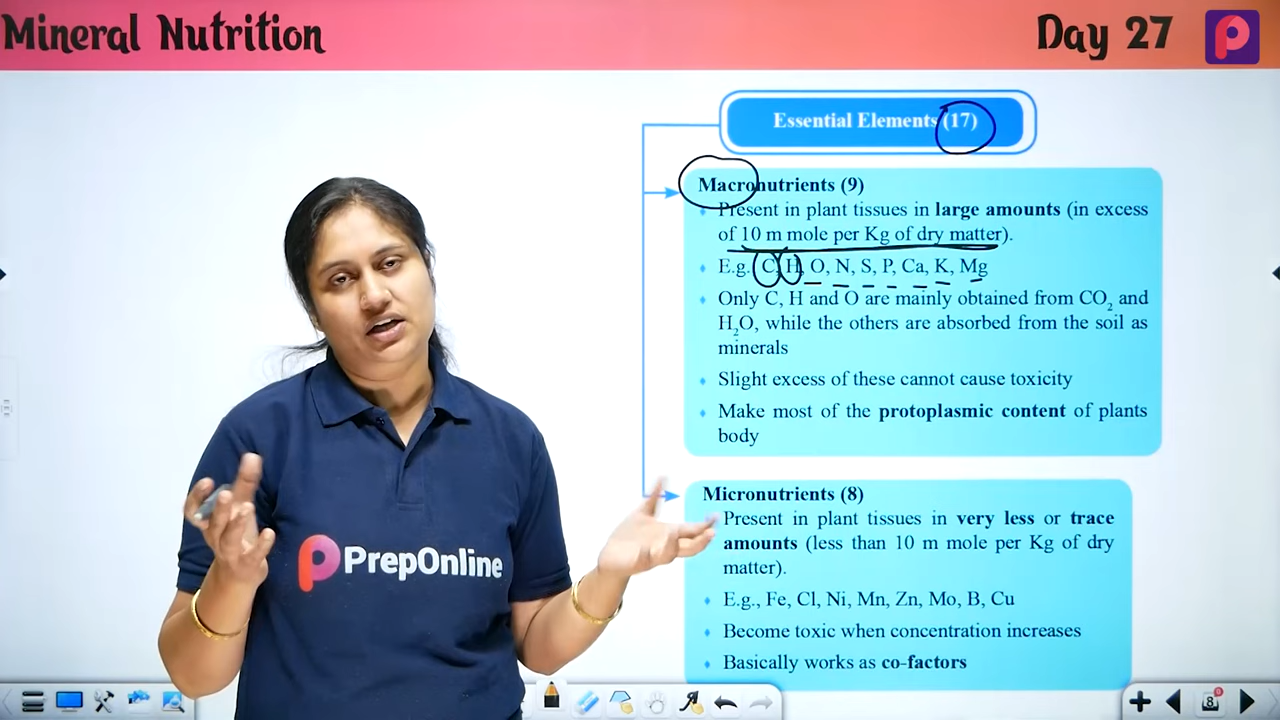 Mineral Nutrition
Day 27
Essential Elements (17)
Macronutrients (9)
Present in plant tissues in large amounts (in excess
of 10 m mole per Kg of dry matter).
E.g. C, H, O, N, S, P, Ca, K, Mg
Only C, H and O are mainly obtained from CO₂ and
H₂O, while the others are absorbed from the soil as
minerals
Slight excess of these cannot cause toxicity
Make most of the protoplasmic content of plants
body
Micronutrients (8)
Present in plant tissues in very less or trace
amounts (less than 10 m mole per Kg of dry
matter).
E.g., Fe, Cl, Ni, Mn, Zn, Mo, B, Cu
Become toxic when concentration increases
Basically works as co-factors
PrepOnline
8